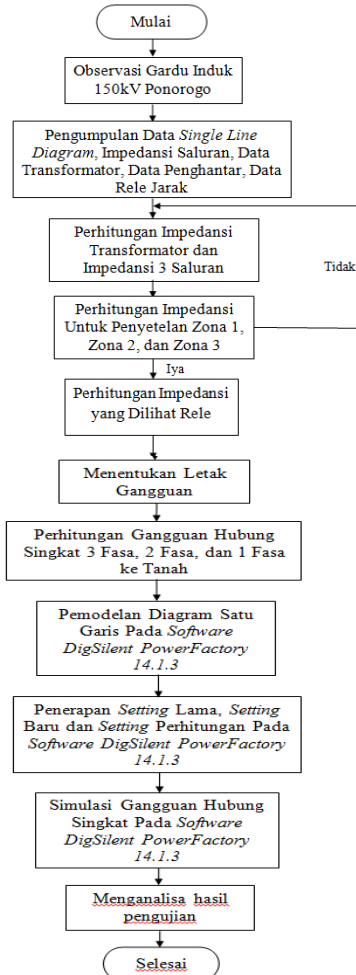 Mulai
Observasi Gardu Induk
150kV Ponorogo
Pengumpulan Data Single Line
Diagram, Impedansi Saluran, Data
Transformator, Data Penghantar, Data
Rele Jarak
Perhitungan Impedansi
Transformator dan
Impedansi 3 Saluran
Tidak
Perhitungan Impedansi
Untuk Penyetelan Zona 1,
Zona 2, dan Zona 3
Iya
Perhitungan Impedansi
yang Dilihat Rele
Menentukan Letak
Gangguan
Perhitungan Gangguan Hubung
Singkat 3 Fasa, 2 Fasa, dan 1 Fasa
ke Tanah
Pemodelan Diagram Satu
Garis Pada Software
DigSilent PowerFactory
14.1.3
Penerapan Setting Lama, Setting
Baru dan Setting Perhitungan Pada
Software DigSilent PowerFactory
14.1.3
Simulasi Gangguan Hubung
Singkat Pada Software
DigSilent PowerFactory
14.1.3
Menganalisa hasil
pengujian
Selesai